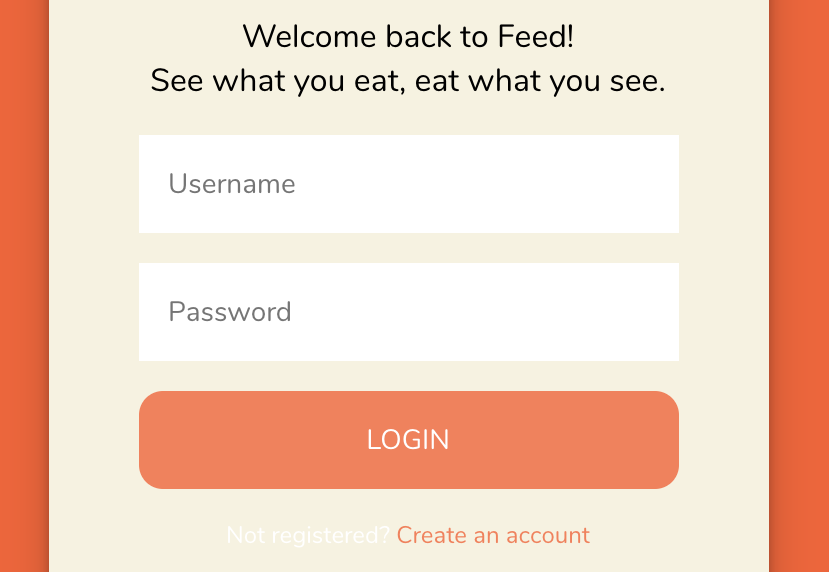 Welcome back to Feed!
See what you eat, eat what you see.
Username
Password
LOGIN
Not registered? Create an account